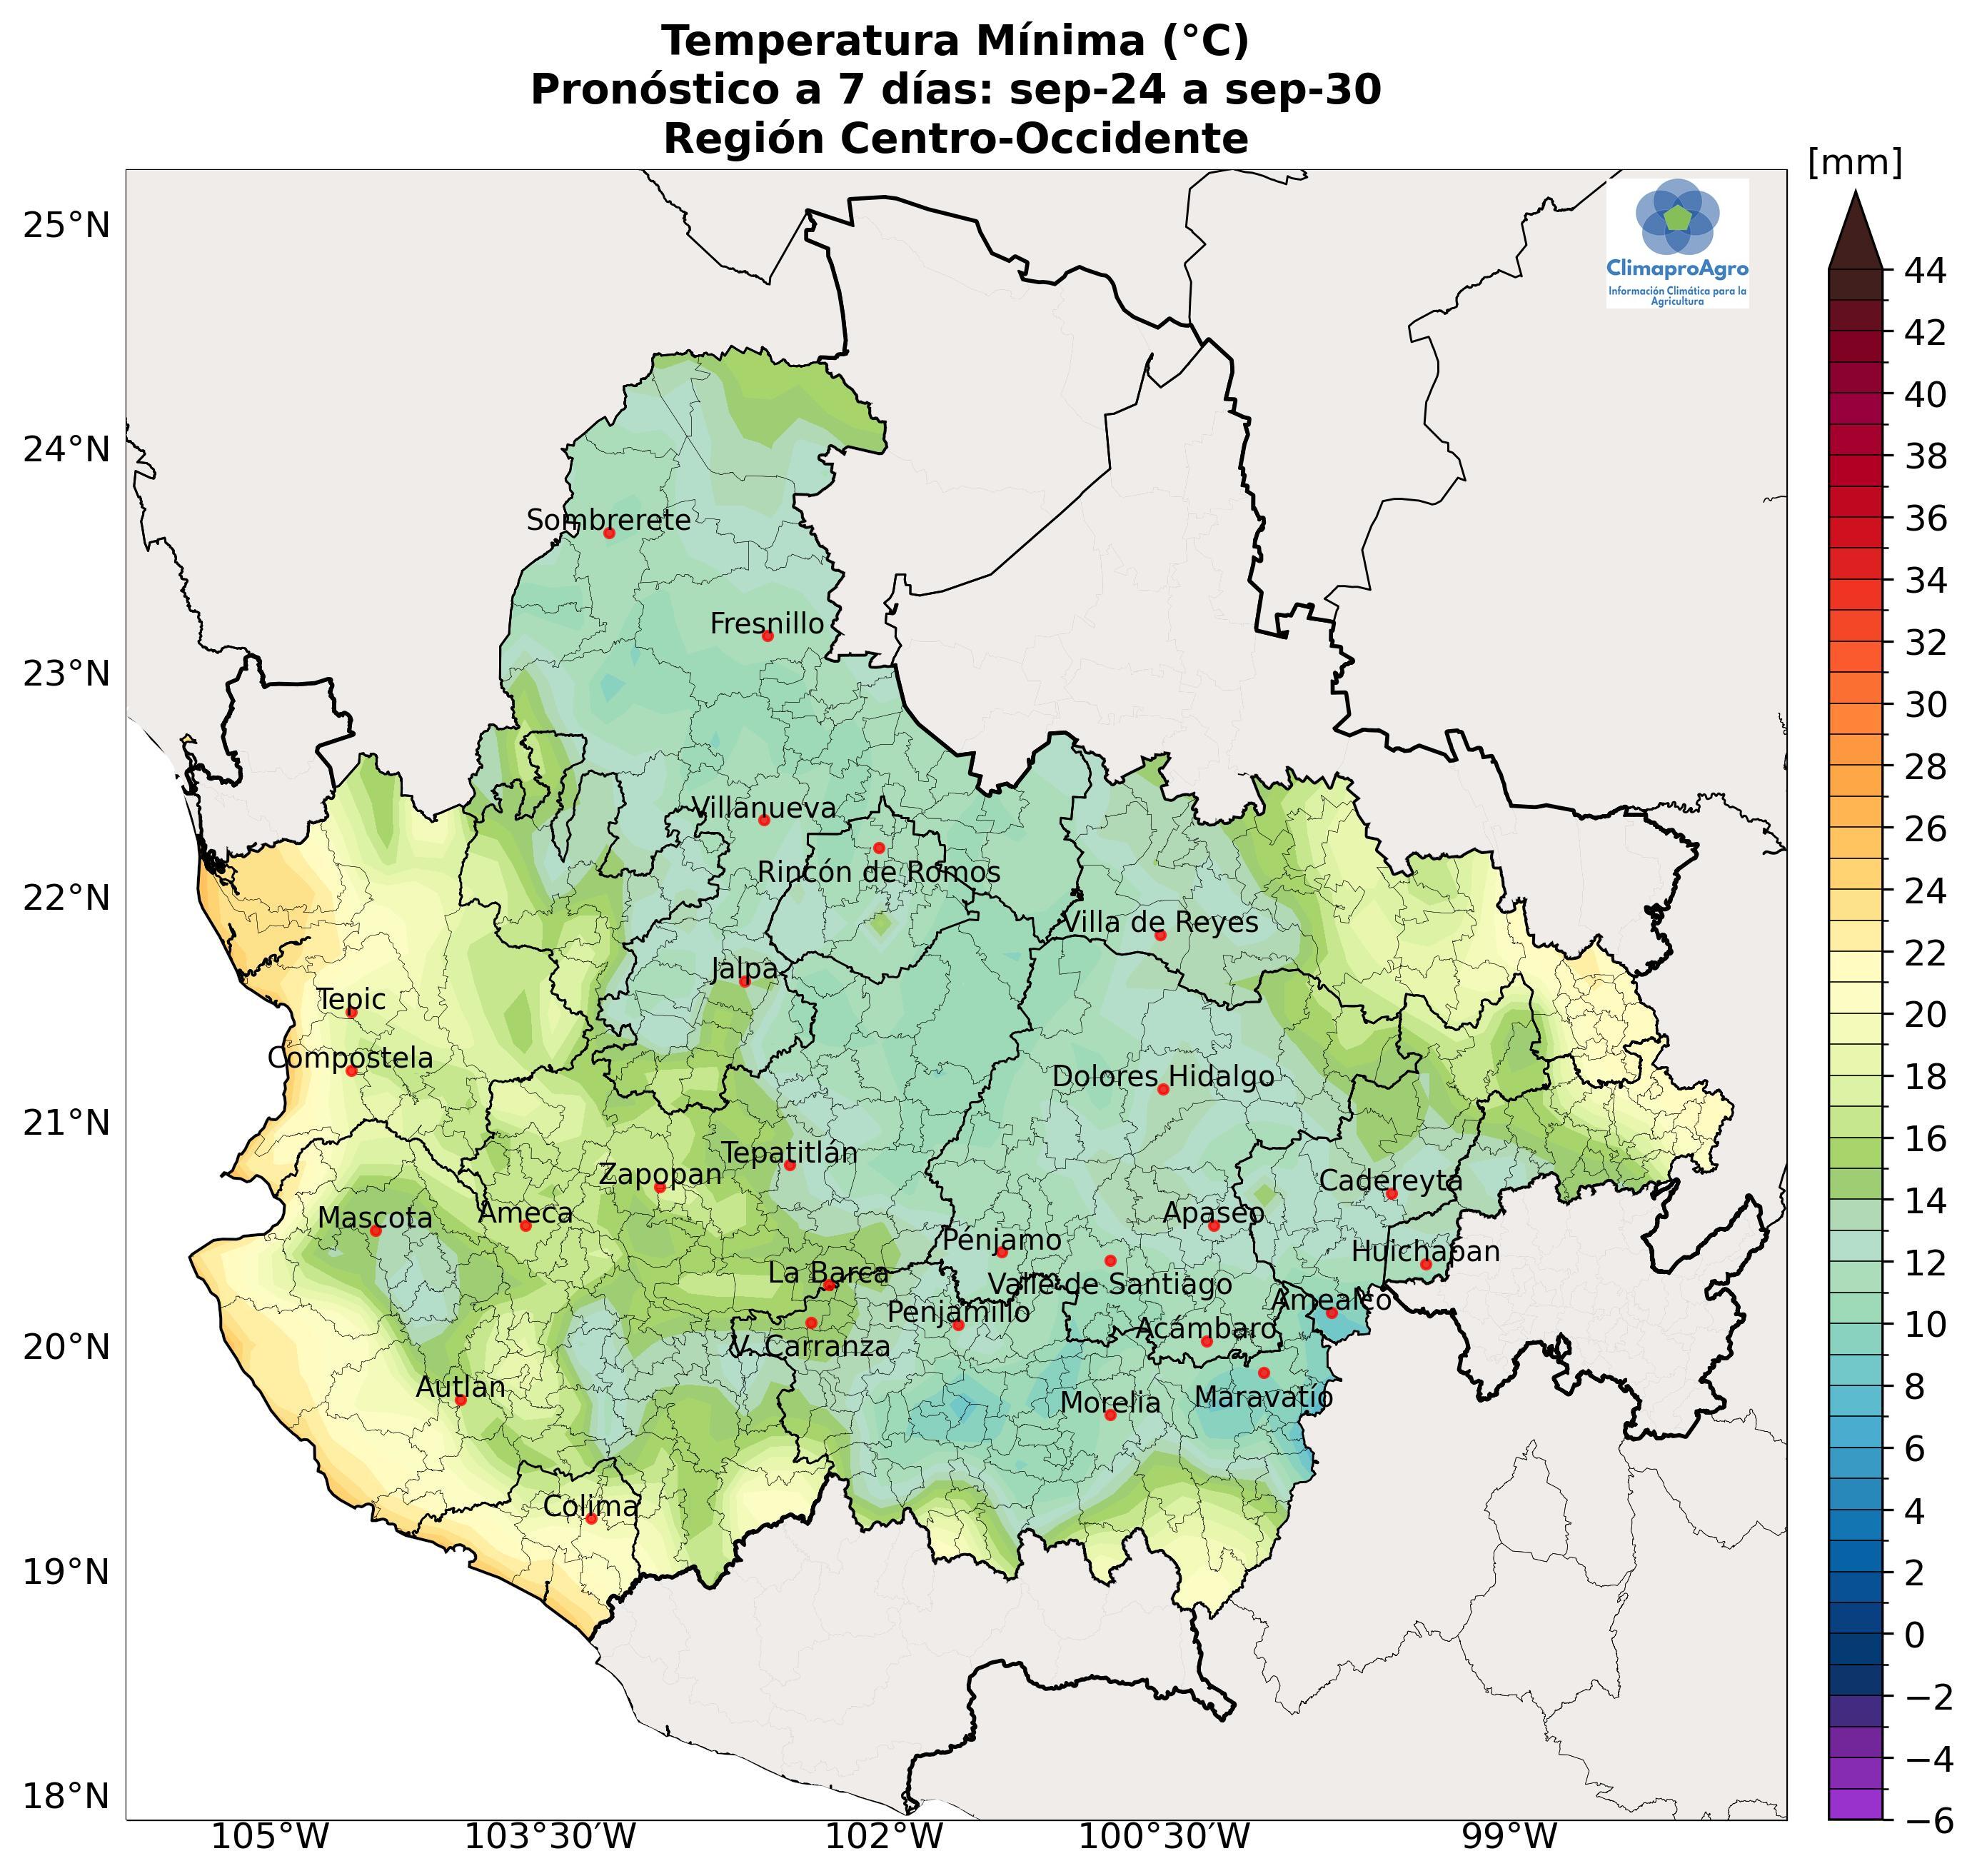 Temperatura Mínima (°C)
Pronóstico a 7 días: sep-24 a sep-30
Región Centro-Occidente
[mm]
ClimaproAgro
Información Climática para la
Agricultura
25°N
24°N
23°N
22°N
21°N
20°N
19°N
18°N
Sombrerete
Fresnillo
Villanueva
Rincón de Romos
Villa de Reyes
Jalpa
Tepic
Compostela
Dolores Hidalgo
Tepatitlán
Zapopan
Cadereyta
Mascota
Ameca
Apaseo
Pénjamo
Huichapan
La Barca
Valle de Santiago
Amealco
Penjamillo
Acámbaro
V. Carranza
Autlan
Morelia
Maravatío
Colima
105°W
103°30′W
102°W
100°30′W
99°W
44
42
40
38
36
34
32
30
28
26
24
22
20
18
16
14
12
10
8
6
4
2
0
−2
−4
−6